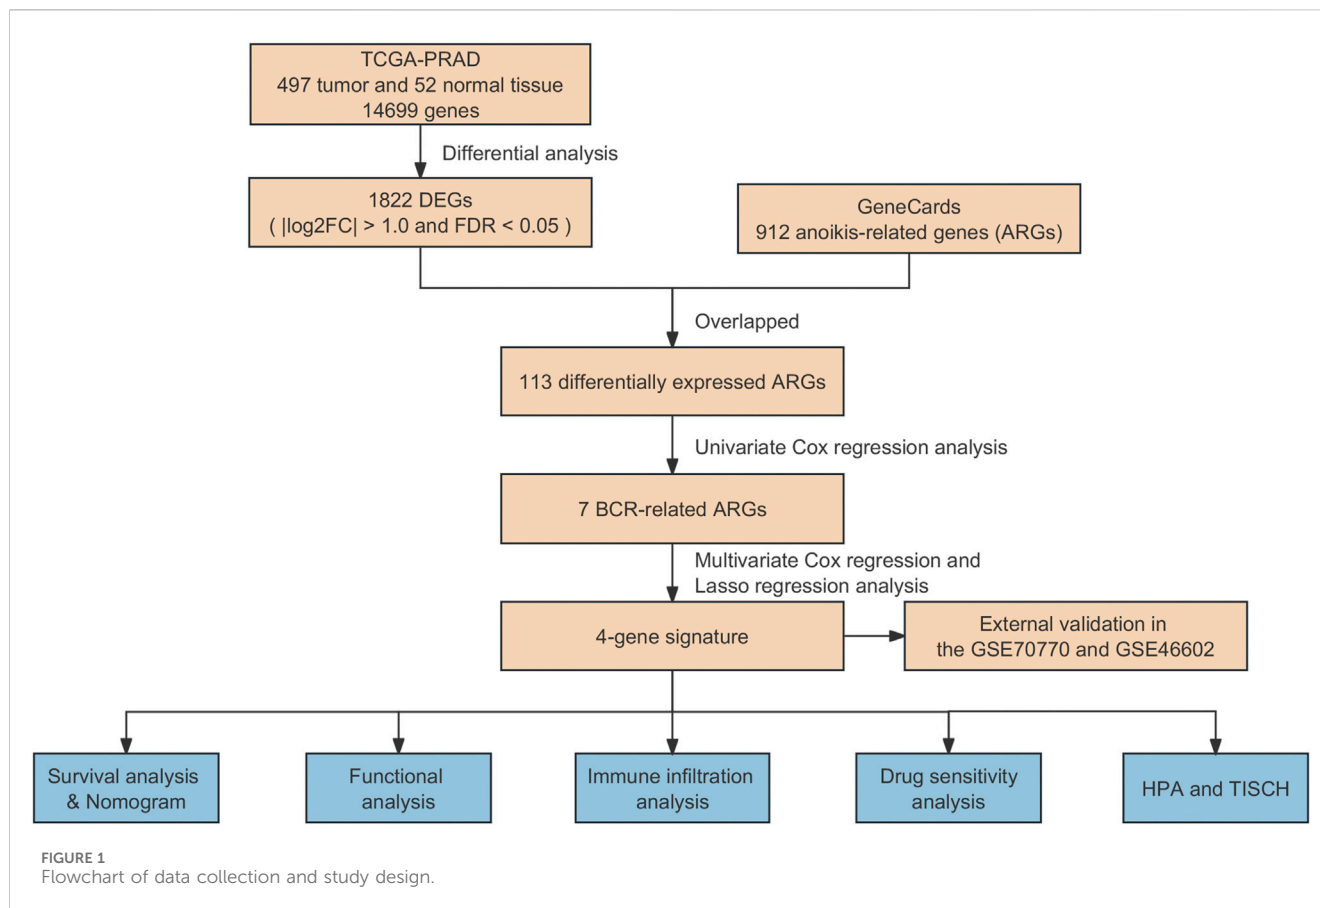 TCGA-PRAD
497 tumor and 52 normal tissue
14699 genes
Differential analysis
1822 DEGs
( |log2FC| > 1.0 and FDR < 0.05 )
GeneCards
912 anoikis-related genes (ARGs)
Overlapped
113 differentially expressed ARGs
Univariate Cox regression analysis
7 BCR-related ARGs
Multivariate Cox regression and
Lasso regression analysis
4-gene signature
External validation in
the GSE70770 and GSE46602
Survival analysis
& Nomogram
Functional
analysis
Immune infiltration
analysis
Drug sensitivity
analysis
HPA and TISCH
FIGURE 1
Flowchart of data collection and study design.